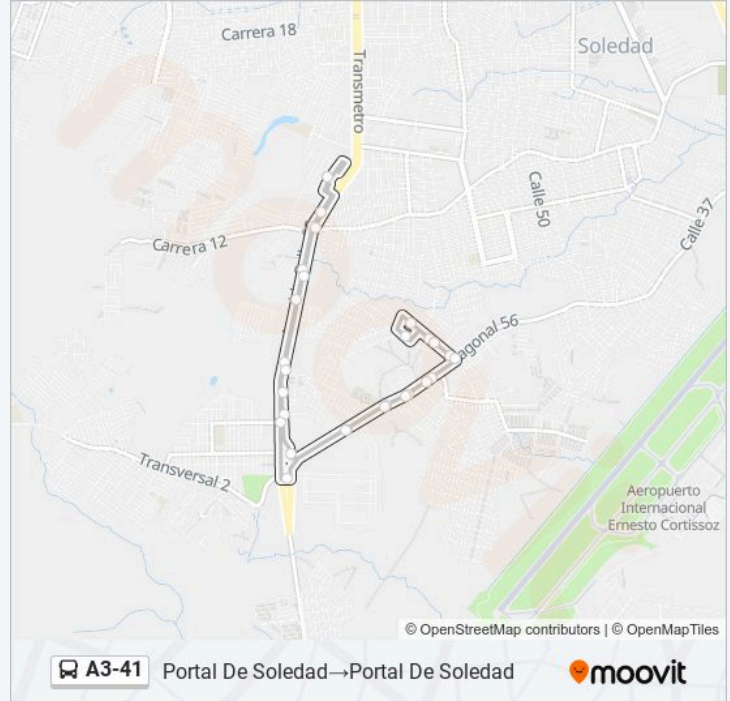 Carrera 18
Soledad
Transmetro
Calle 50
Calle 37
Carrera 12
agonal 56
Transversal 2
Aeropuerto
Internacional
Ernesto Cortissoz
© OpenStreetMap contributors | © OpenMapTiles
A3-41 Portal De Soledad→Portal De Soledad
moovit